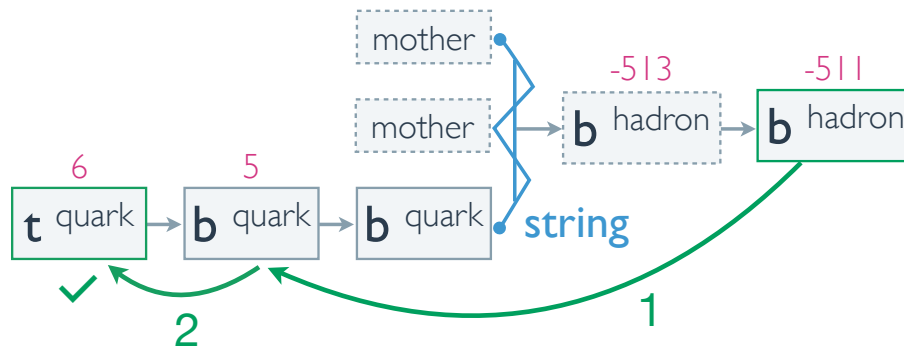 mother
-513
-511
mother
b hadron
b hadron
6
5
t quark
b quark
b quark
string
2
1